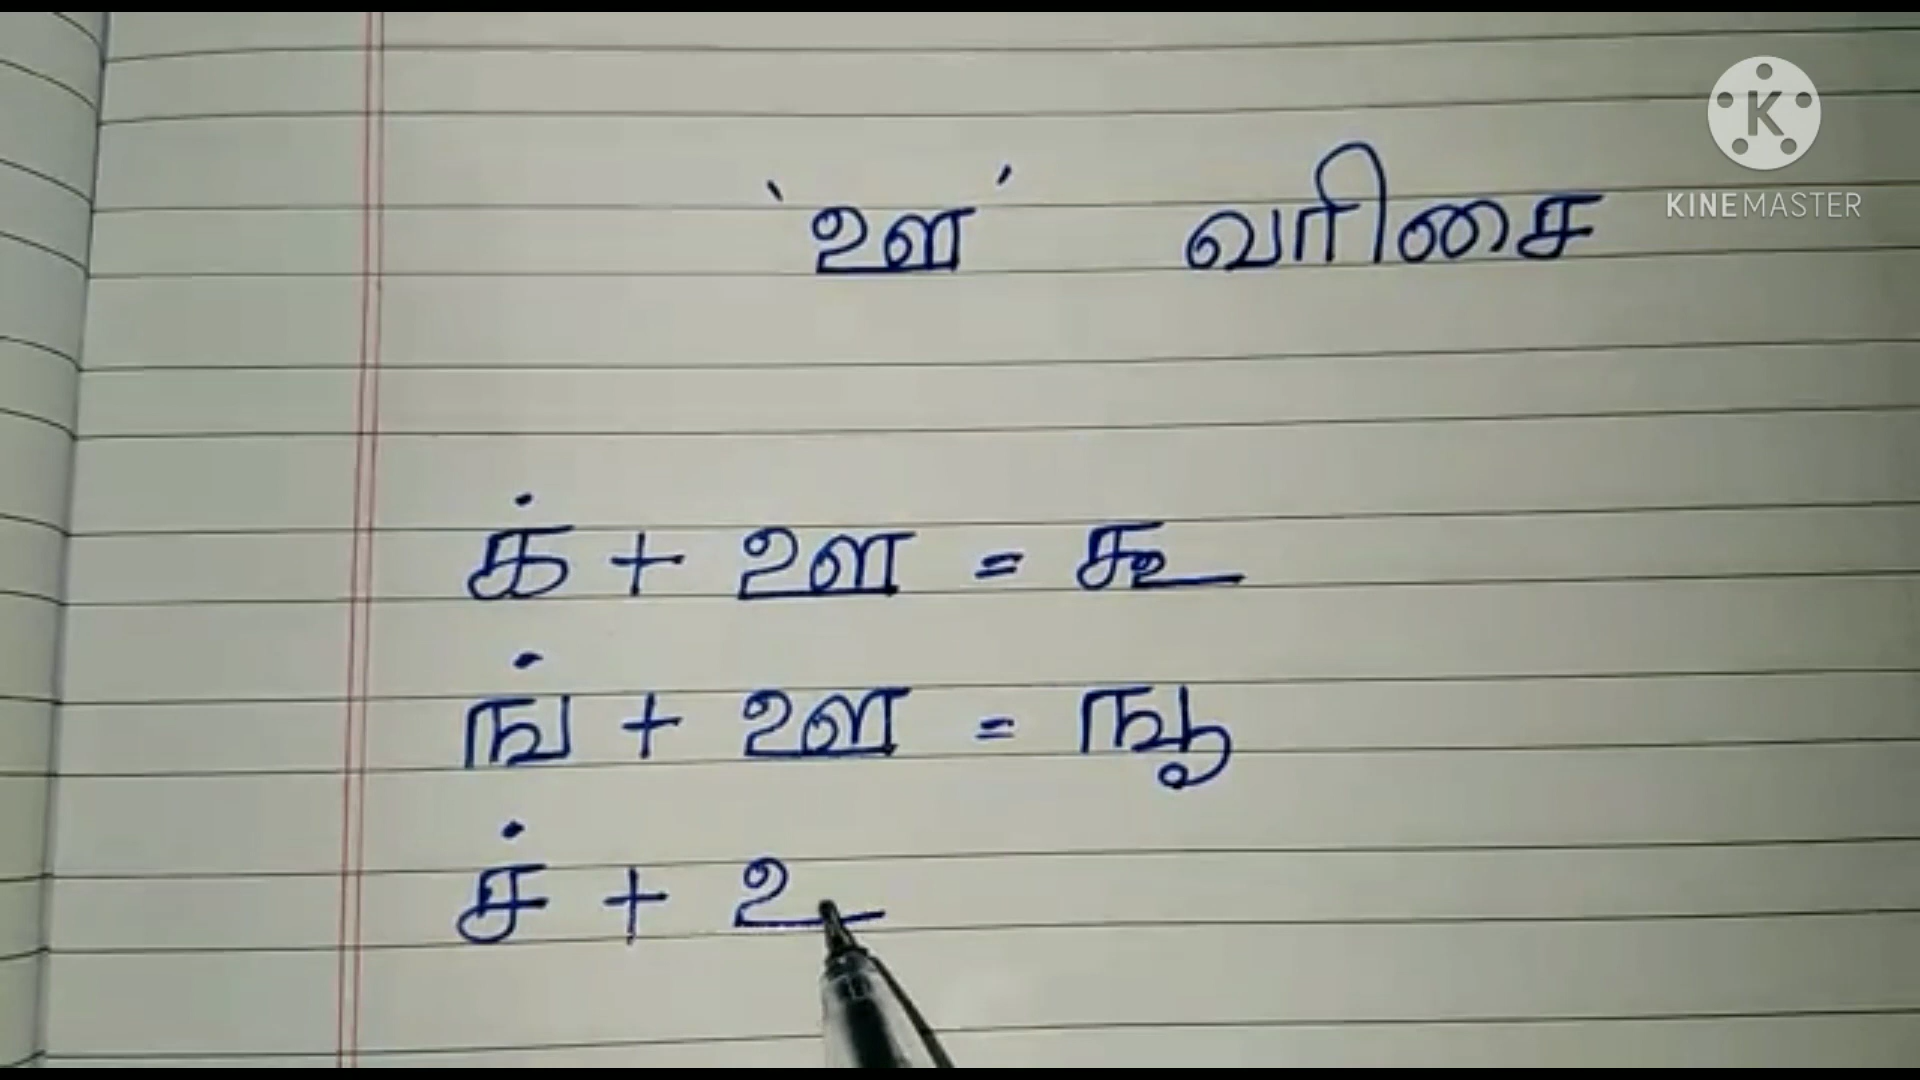 'ஊ' வரிசை
K
KINEMASTER
க் + ஊ = கூ
ங் + ஊ = ஙூ
ச் + உ